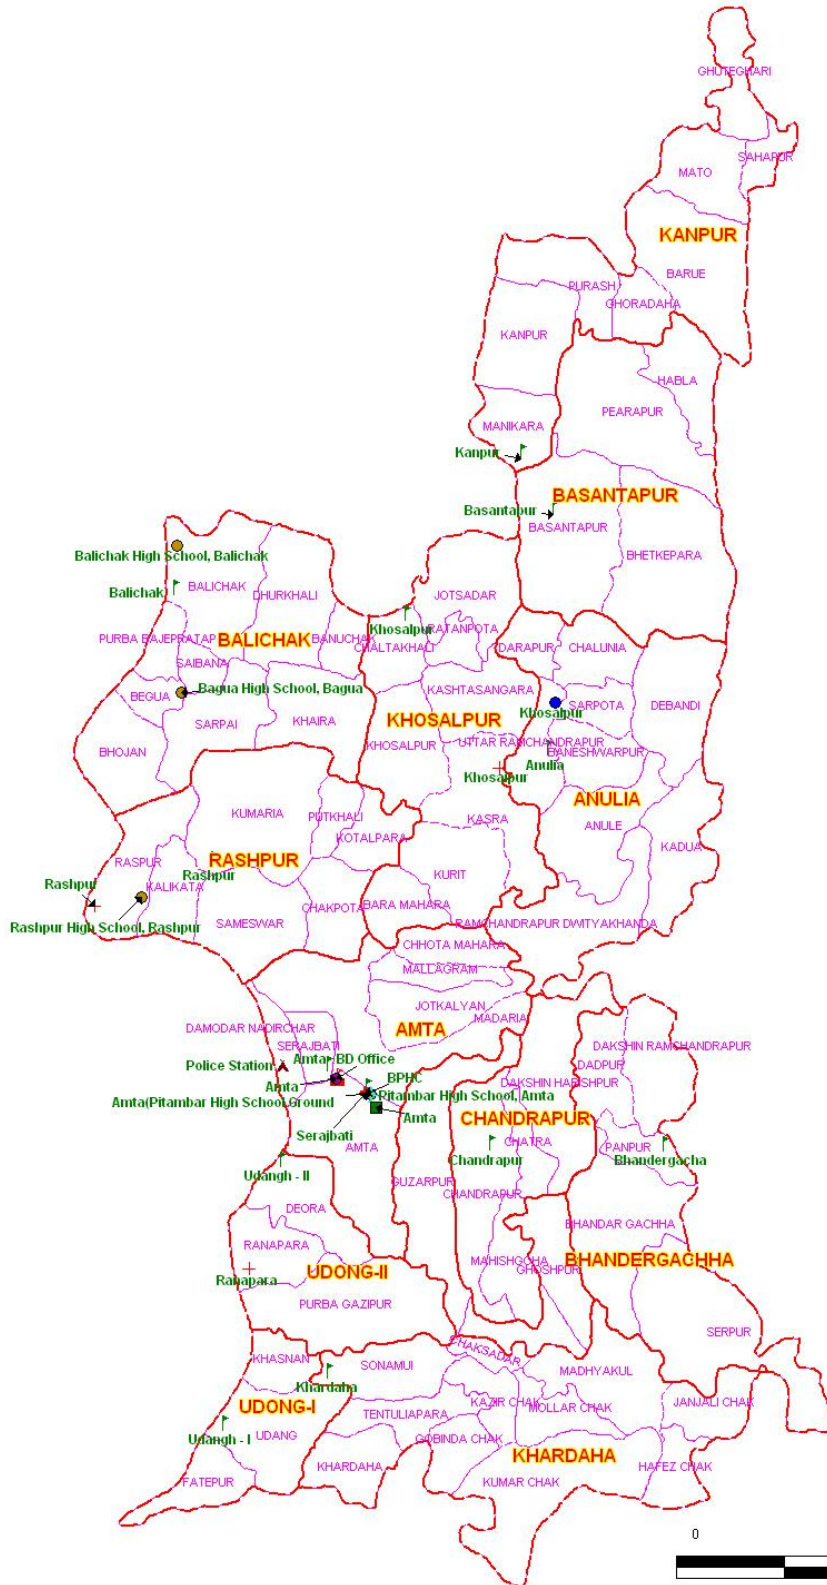 GHUTEGHARI
SAHAPUR
MATO
KANPUR
BARUE
PURASH
GHORADAHA
KANPUR
HABLA
PEARAPUR
MANIKARA
Kanpur
BASANTAPUR
Basantapur
BASANTAPUR
BHETKEPARA
Balichak High School, Balichak
BALICHAK
Balichak
DHURKHALI
JOTSADAR
Khosalpur
RATANPOTA
PURBA BAJEPRATAP
BALICHAK
BANUCHAK
CHALTAKHALI
DARAPUR
CHALUNIA
SAIBANA
BEGUA
Bagua High School, Bagua
KASHTASANGARA
SARPOTA
DEBANDI
Khosalpur
SARPAI
KHAIRA
KHOSALPUR
BHOJAN
KHOSALPUR
UTTAR RAMCHANDRAPUR
BANESHWARPUR
Anulia
Khosalpur
ANULIA
KUMARIA
PUTKHALI
KASRA
ANULE
KOTALPARA
KADUA
RASPUR
RASHPUR
Rashpur
KURIT
Rashpur
KALIKATA
CHAKPOTA
BARA MAHARA
Rashpur High School, Rashpur
SAMESWAR
RAMCHANDRAPUR DWITYAKHANDA
CHHOTA MAHARA
MALLAGRAM
JOTKALYAN
MADARIA
DAMODAR NADIRCHAR
AMTA
SERAJBATI
DAKSHIN RAMCHANDRAPUR
DADPUR
Police Station
Amta
BD Office
Amta
BPHC
DAKSHIN HARISHPUR
Pitambar High School, Amta
Amta(Pitambar High School Ground
Amta
CHANDRAPUR
Serajbati
AMTA
CHATRA
PANPUR
Chandrapur
Bhandergacha
Udangh - II
GUZARPUR
CHANDRAPUR
DEORA
BHANDAR GACHHA
RANAPARA
MAHISHGOHA
BHANDERGACHHA
Ranapara
UDONG-II
GHOSHPUR
PURBA GAZIPUR
SERPUR
CHAKSADAR
KHASNAN
SONAMUI
MADHYAKUL
Khardaha
KAZIR CHAK
MOLLAR CHAK
JANJALI CHAK
UDONG-I
TENTULIAPARA
Udangh - I
UDANG
GOBINDA CHAK
KHARDAHA
KHARDAHA
HAFEZ CHAK
FATEPUR
KUMAR CHAK
0